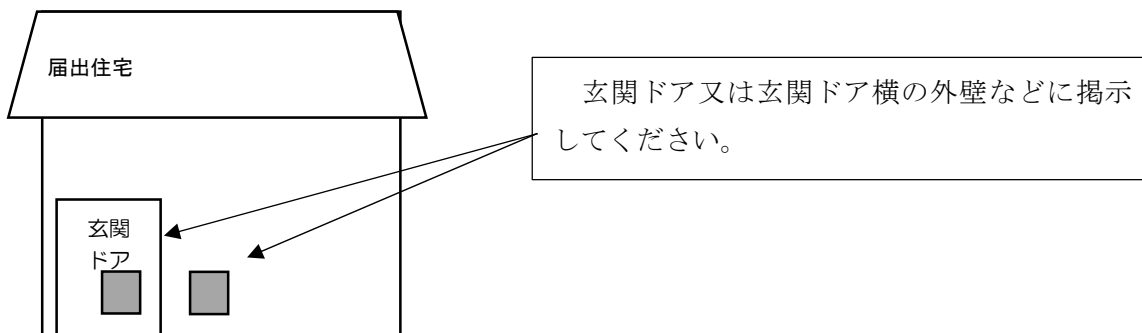 届出住宅
玄関ドア又は玄関ドア横の外壁などに掲示
してください。
玄関
ドア